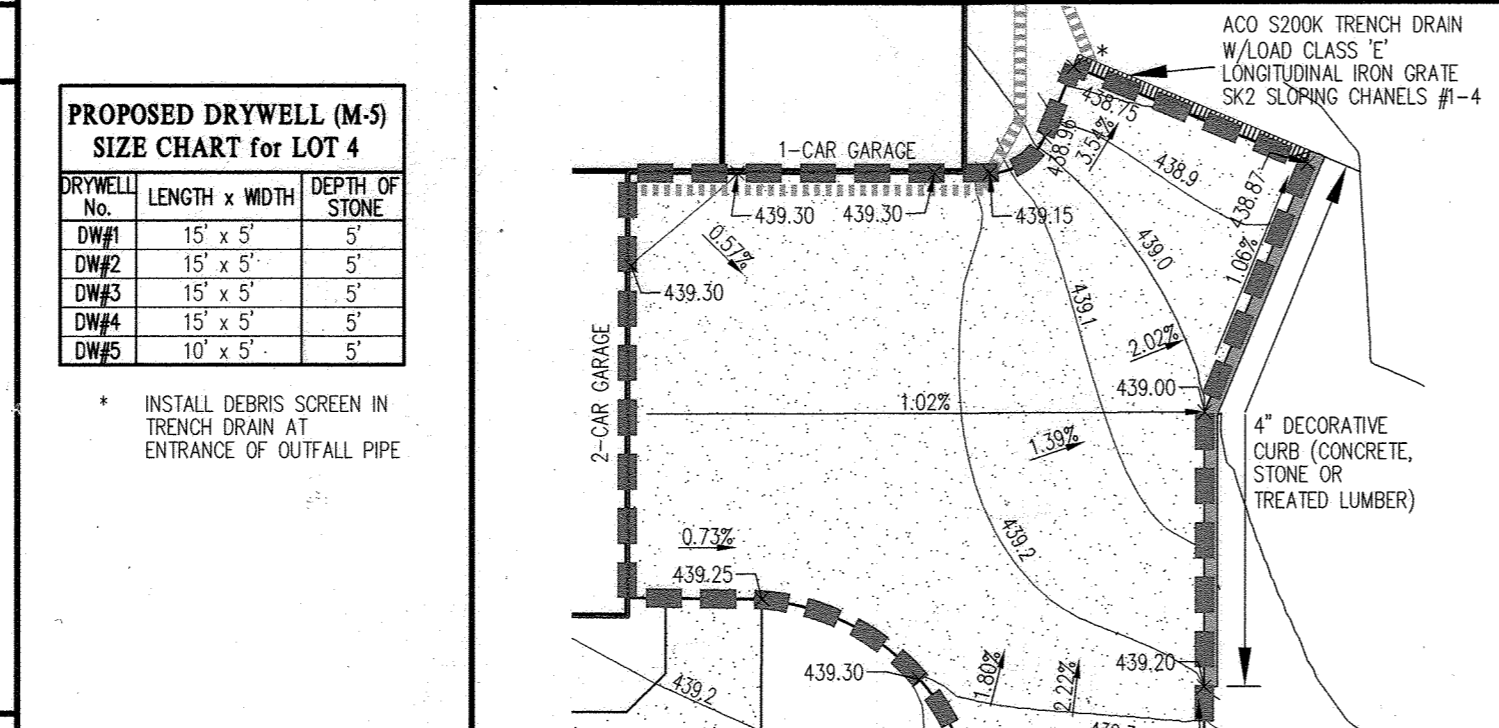 PROPOSED DRYWELL (M-5)
SIZE CHART for LOT 4
DRYWELL No. LENGTH x WIDTH DEPTH OF STONE
DW#1 15' x 5' 5'
DW#2 15' x 5' 5'
DW#3 15' x 5' 5'
DW#4 15' x 5' 5'
DW#5 10' x 5' 5'
* INSTALL DEBRIS SCREEN IN
TRENCH DRAIN AT
ENTRANCE OF OUTFALL PIPE
ACO S200K TRENCH DRAIN
W/LOAD CLASS 'E'
LONGITUDINAL IRON GRATE
SK2 SLOPING CHANELS #1-4
*
438.75
438.96
3.54%
438.9
438.87
1.06%
1-CAR GARAGE
439.30
439.30
439.15
0.57%
439.30
439.0
439.1
2.02%
439.00
2-CAR GARAGE
1.02%
1.39%
4" DECORATIVE
CURB (CONCRETE,
STONE OR
TREATED LUMBER)
439.2
0.73%
439.25
439.30
439.2
1.80%
2.22%
439.20